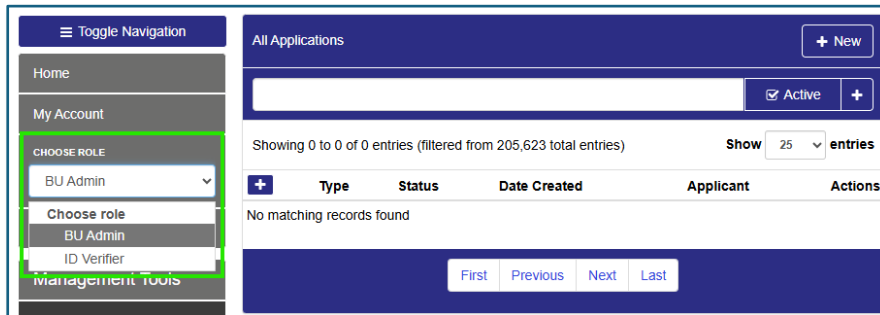 Toggle Navigation
Home
My Account
CHOOSE ROLE
BU Admin
Choose role
BU Admin
ID Verifier
Management Tools
All Applications
+ New
Active +
Showing 0 to 0 of 0 entries (filtered from 205,623 total entries) Show 25 entries
+ Type Status Date Created Applicant Actions
No matching records found
First Previous Next Last